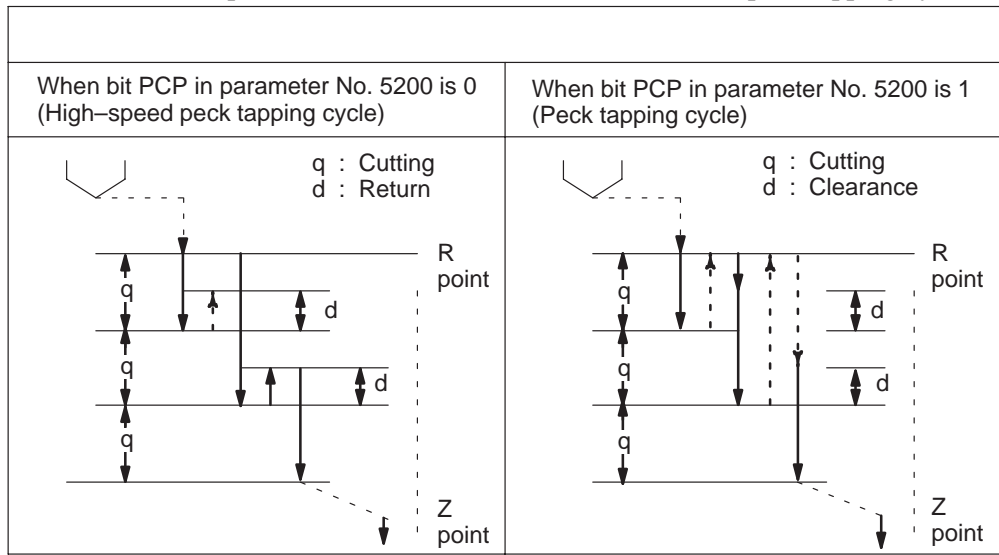 When bit PCP in parameter No. 5200 is 0
(High–speed peck tapping cycle)
q : Cutting
d : Return
R
point
q
d
q
d
q
Z
point
When bit PCP in parameter No. 5200 is 1
(Peck tapping cycle)
q : Cutting
d : Clearance
R
point
q
d
q
d
q
Z
point